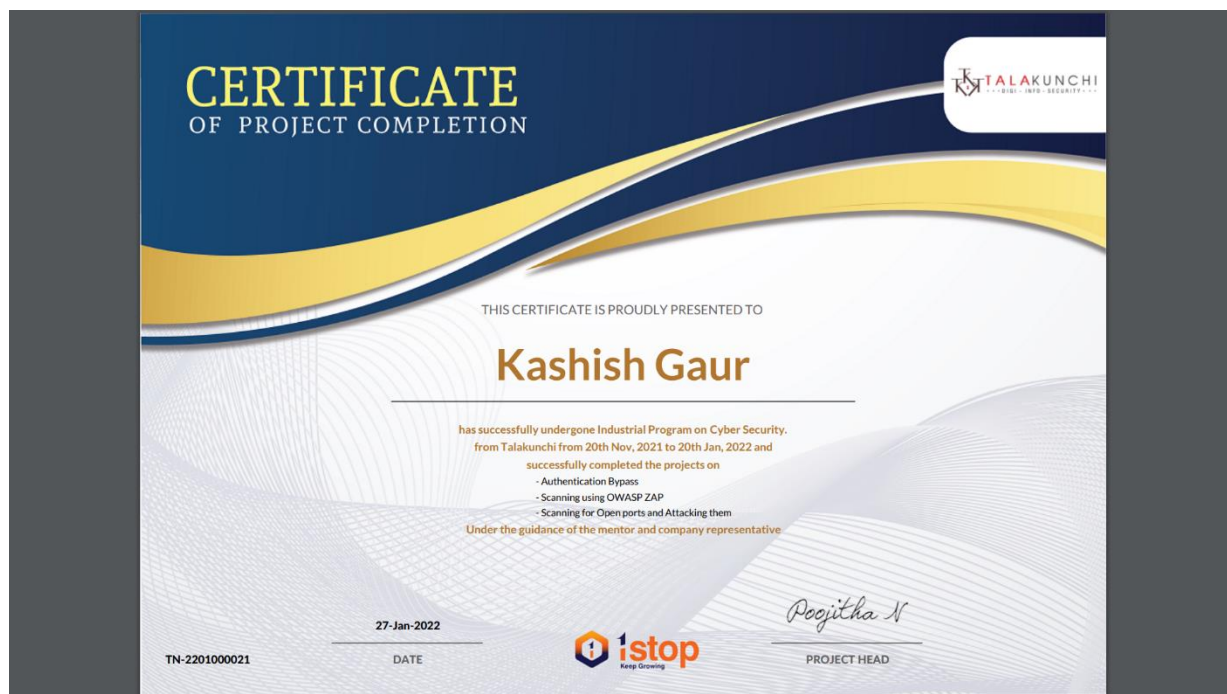 CERTIFICATE
OF PROJECT COMPLETION
TALAKUNCHI
DIGI - INFO - SECURITY
THIS CERTIFICATE IS PROUDLY PRESENTED TO
Kashish Gaur
has successfully undergone Industrial Program on Cyber Security.
from Talakunchi from 20th Nov, 2021 to 20th Jan, 2022 and
successfully completed the projects on
- Authentication Bypass
- Scanning using OWASP ZAP
- Scanning for Open ports and Attacking them
Under the guidance of the mentor and company representative
Poojitha N
27-Jan-2022
TN-2201000021
DATE
1stop
Keep Growing
PROJECT HEAD